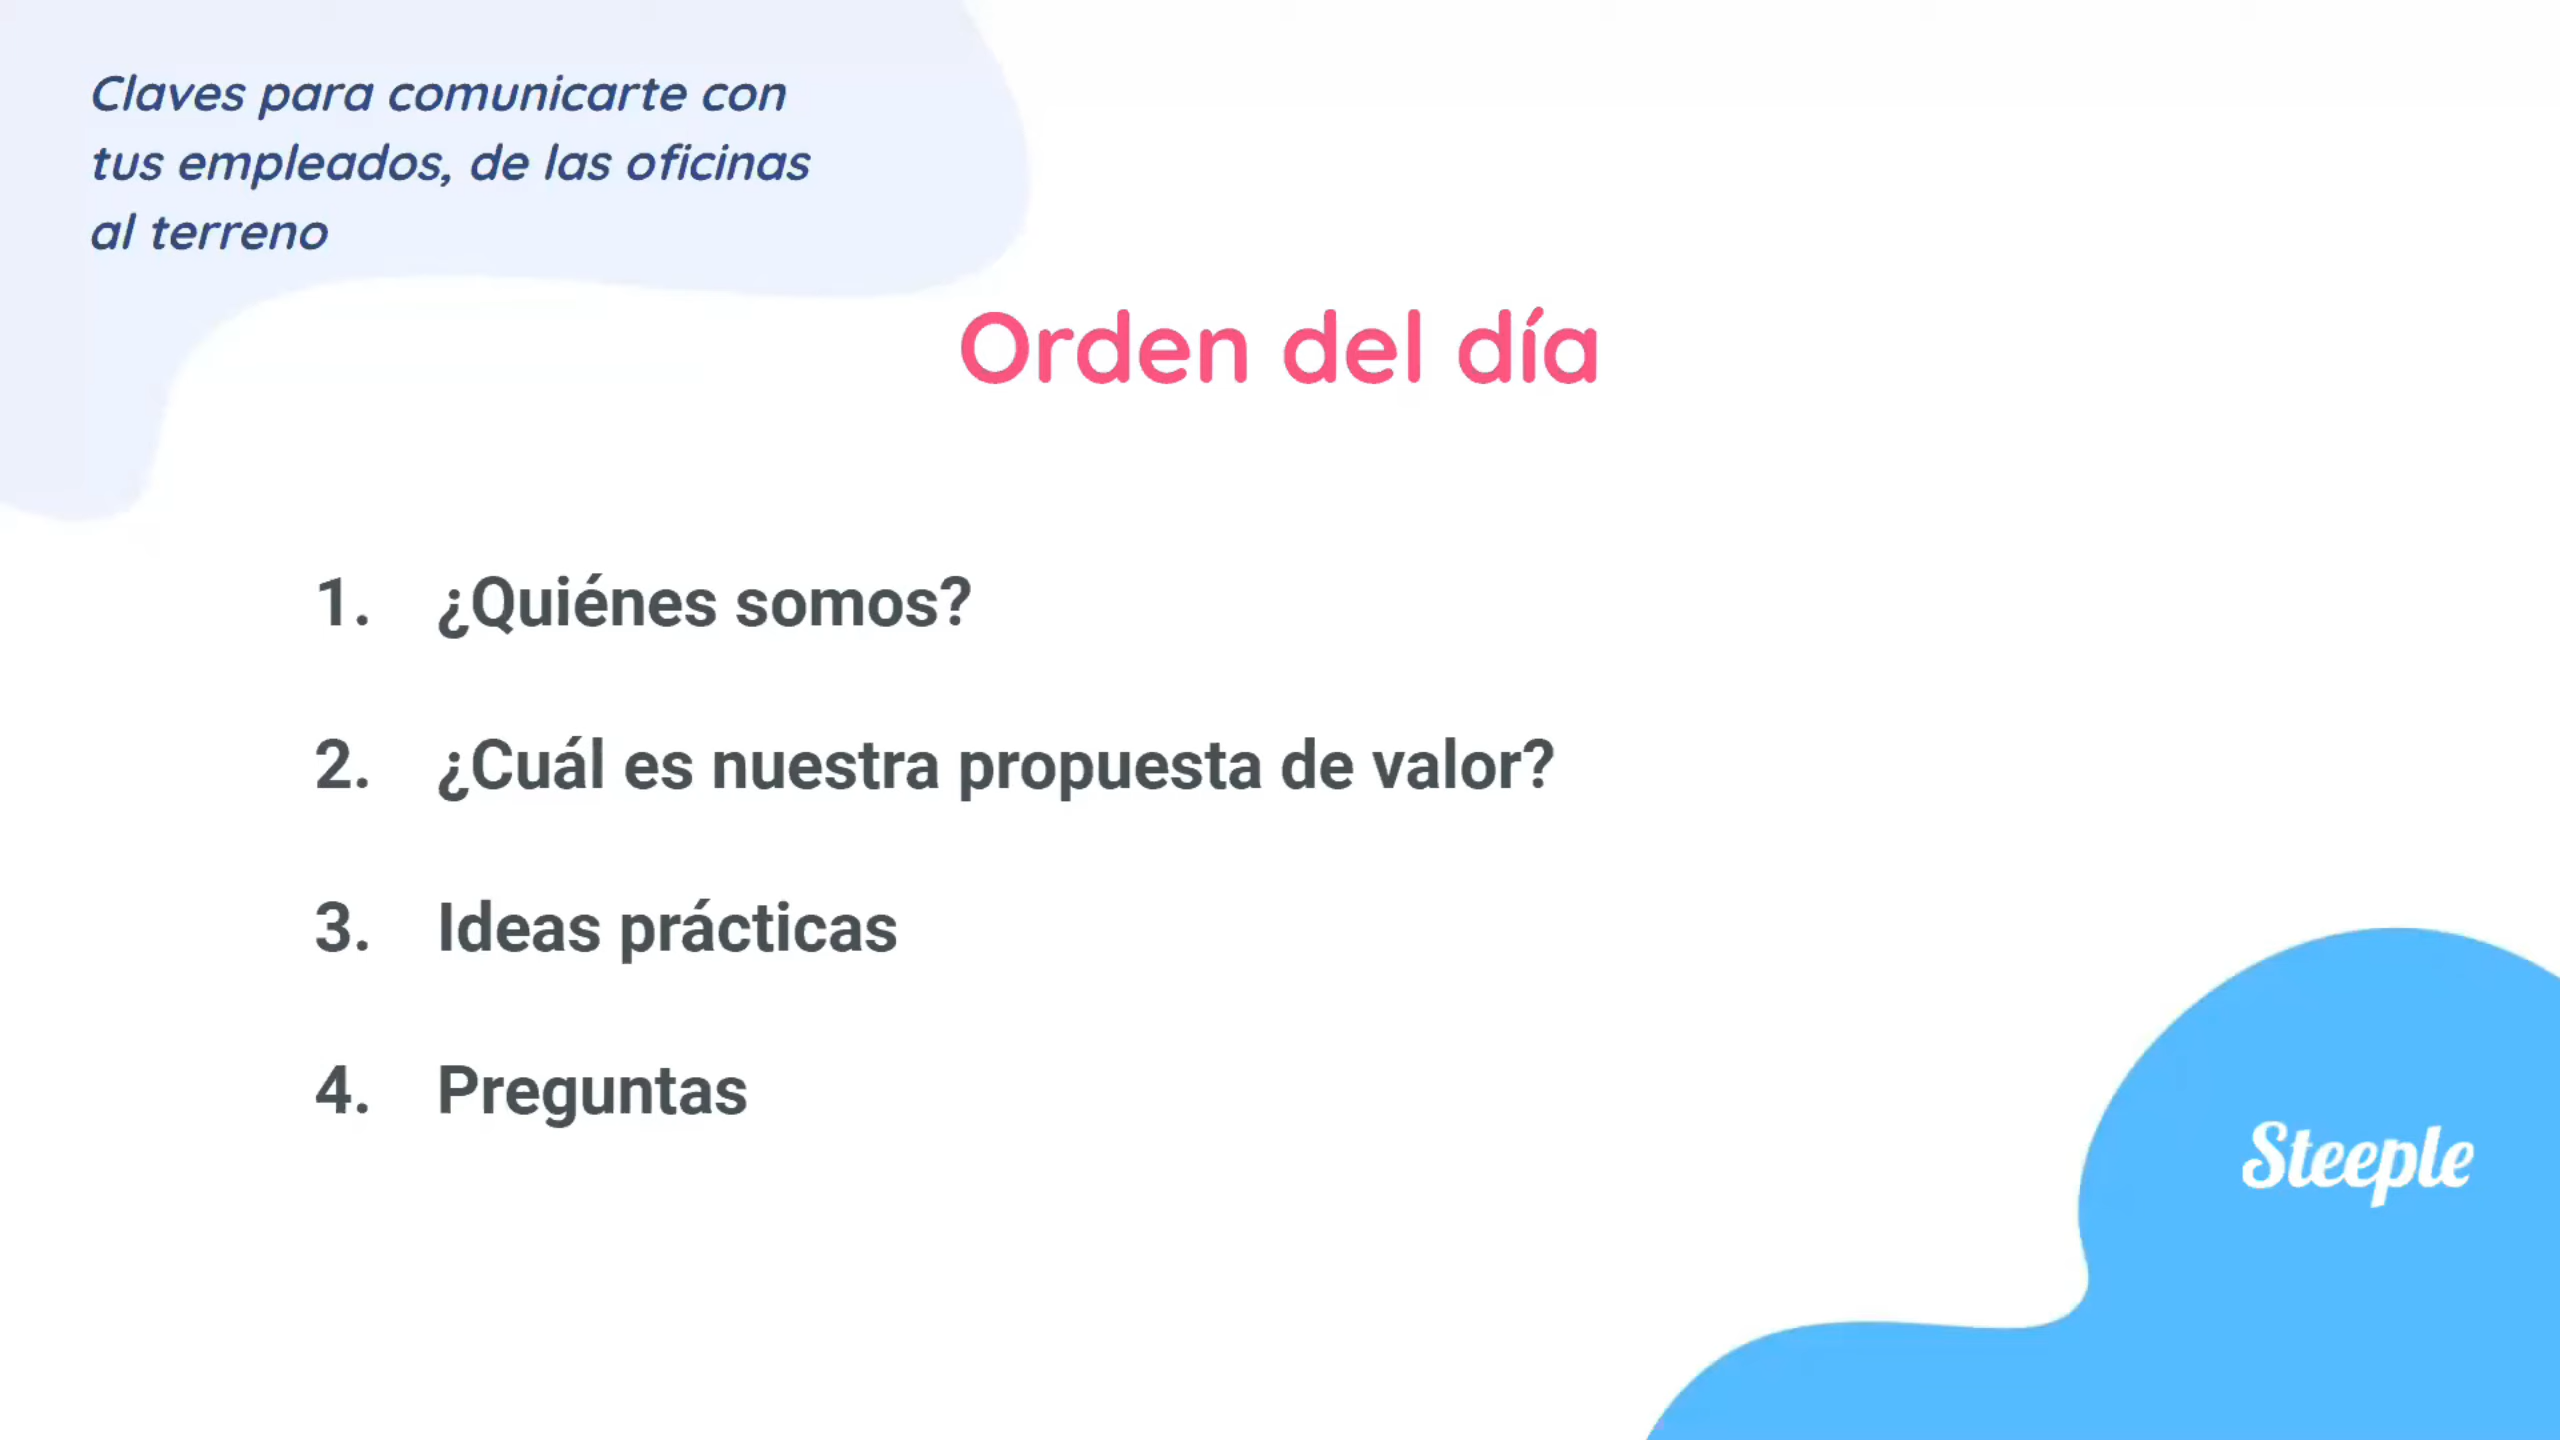 Claves para comunicarte con
tus empleados, de las oficinas
al terreno
Orden del día
1. ¿Quiénes somos?
2. ¿Cuál es nuestra propuesta de valor?
3. Ideas prácticas
4. Preguntas
Steeple